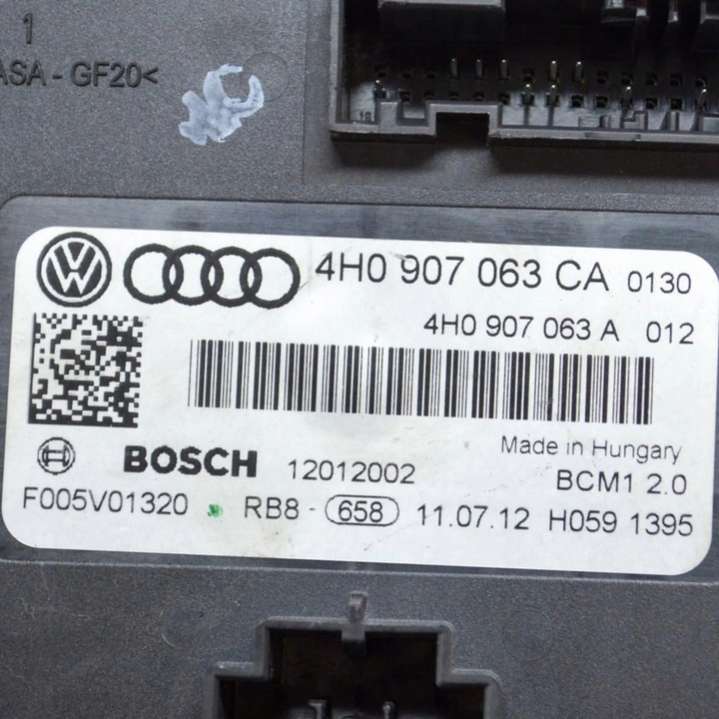 1
ASA - GF20<
18
4H0 907 063 CA 0130
4H0 907 063 A 012
Made in Hungary
BOSCH 12012002 BCM1 2.0
F005V01320 RB8 - 658 11.07.12 H059 1395